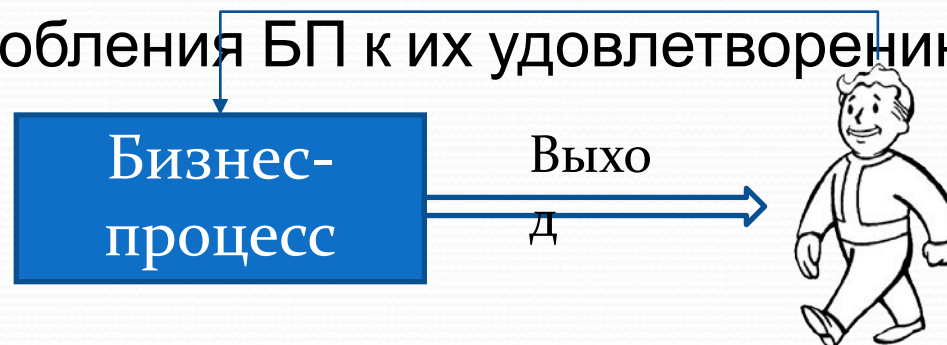 обления БП к их удовлетворени
Бизнес-
процесс
Выхо
д